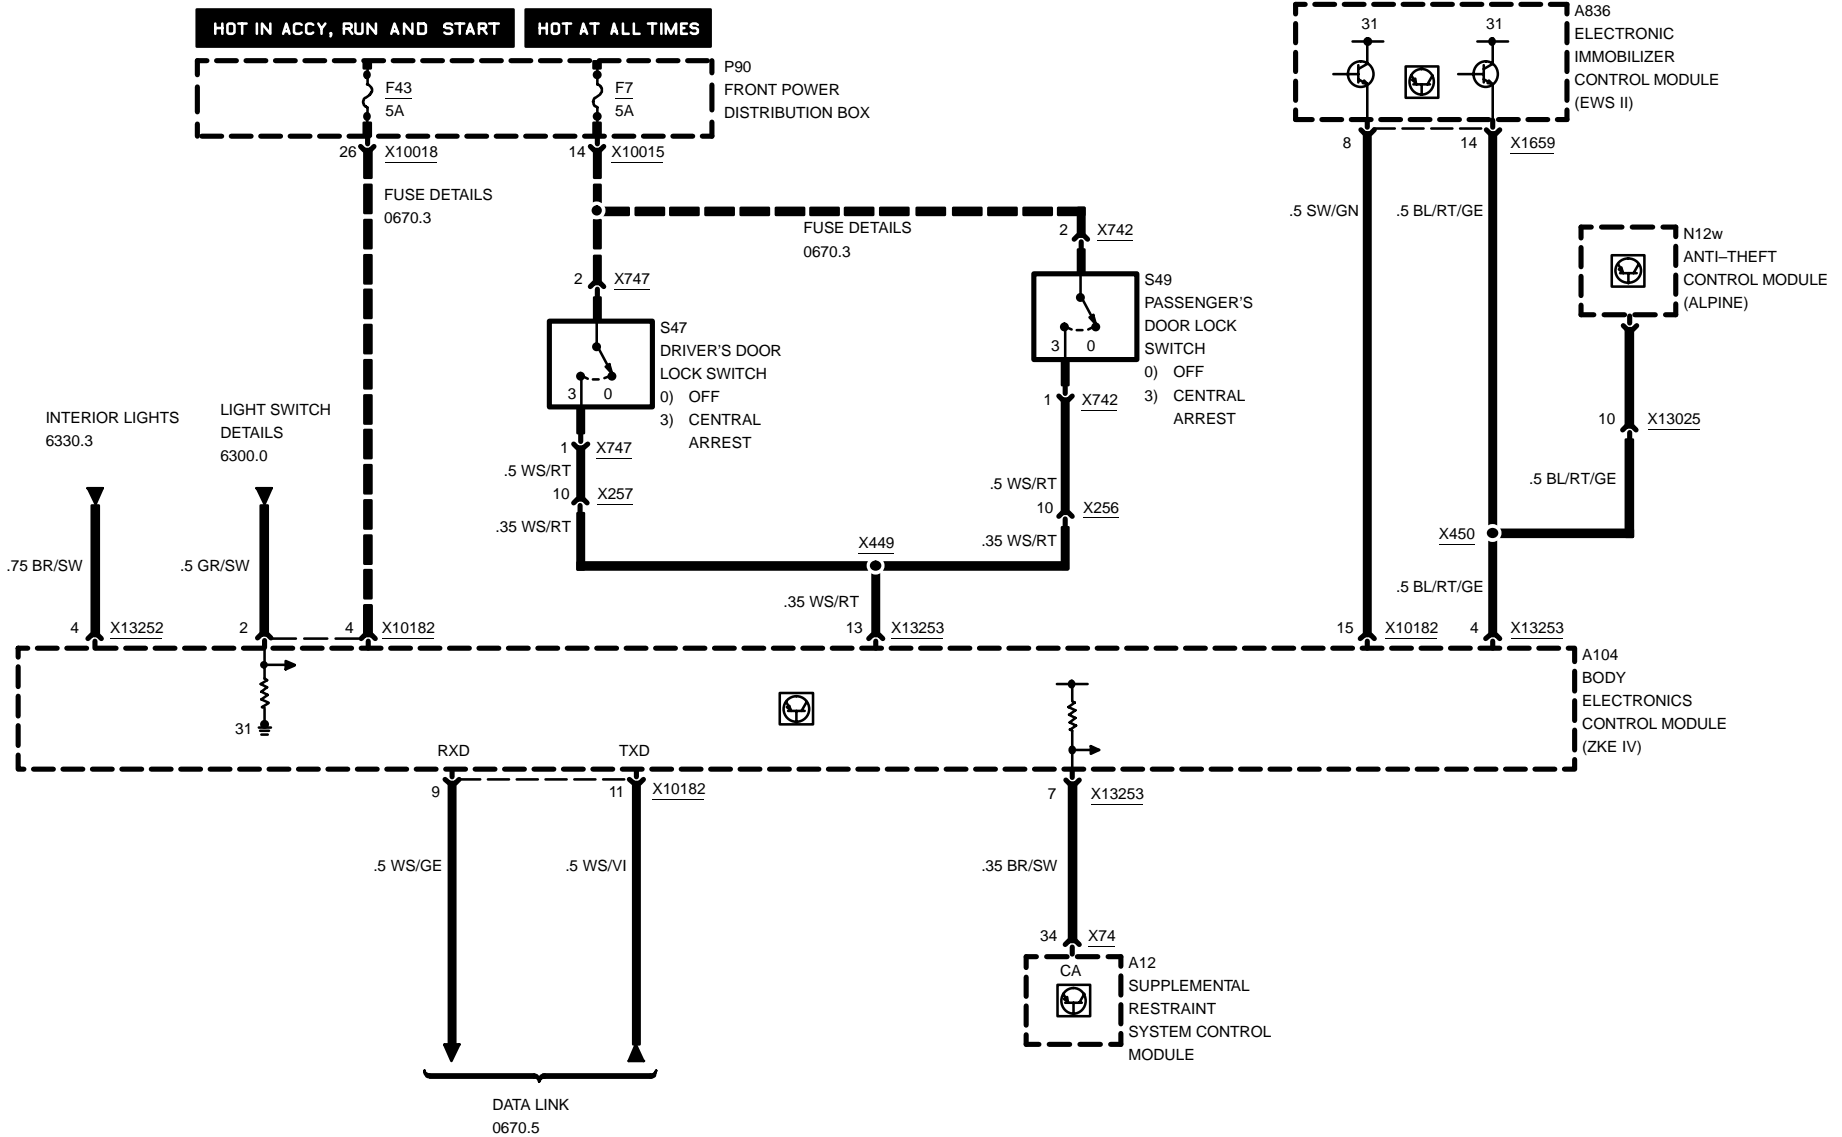 HOT IN ACCY, RUN AND START
HOT AT ALL TIMES
P90
FRONT POWER
DISTRIBUTION BOX
F43
5A
F7
5A
26
X10018
14
X10015
FUSE DETAILS
0670.3
FUSE DETAILS
0670.3
2
X747
2
X742
S47
DRIVER'S DOOR
LOCK SWITCH
0) OFF
3) CENTRAL
ARREST
3
0
S49
PASSENGER'S
DOOR LOCK
SWITCH
0) OFF
3) CENTRAL
ARREST
3
0
1
X747
.5 WS/RT
10
X257
.35 WS/RT
1
X742
.5 WS/RT
10
X256
.35 WS/RT
X449
.35 WS/RT
13
X13253
31
31
A836
ELECTRONIC
IMMOBILIZER
CONTROL MODULE
(EWS II)
8
14
X1659
.5 SW/GN
.5 BL/RT/GE
N12w
ANTI–THEFT
CONTROL MODULE
(ALPINE)
10
X13025
.5 BL/RT/GE
X450
.5 BL/RT/GE
15
X10182
4
X13253
INTERIOR LIGHTS
6330.3
LIGHT SWITCH
DETAILS
6300.0
.75 BR/SW
.5 GR/SW
4
X13252
2
4
X10182
31
A104
BODY
ELECTRONICS
CONTROL MODULE
(ZKE IV)
RXD
TXD
9
11
X10182
7
X13253
.5 WS/GE
.5 WS/VI
.35 BR/SW
34
X74
CA
A12
SUPPLEMENTAL
RESTRAINT
SYSTEM CONTROL
MODULE
DATA LINK
0670.5